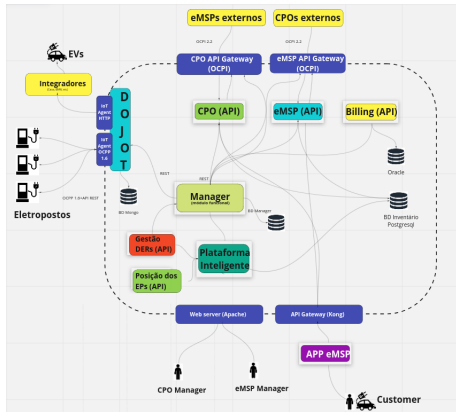 eMSPs externos
CPOs externos
EVs
OCPI 2.2
OCPI 2.2
CPO API Gateway
(OCPI)
eMSP API Gateway
(OCPI)
Integradores
IoT
Agent
HTTP
D
O
J
O
T
CPO (API)
eMSP (API)
Billing (API)
IoT
Agent
OCPP
1.6
Oracle
REST
REST
Eletropostos
OCPP 1.6+API REST
BD Mongo
Manager
(módulo funcional)
BD Manager
BD Inventário
Postgresql
Gestão
DERs (API)
Plataforma
Inteligente
Posição dos
EPs (API)
Web server (Apache)
API Gateway (Kong)
APP eMSP
CPO Manager
eMSP Manager
Customer